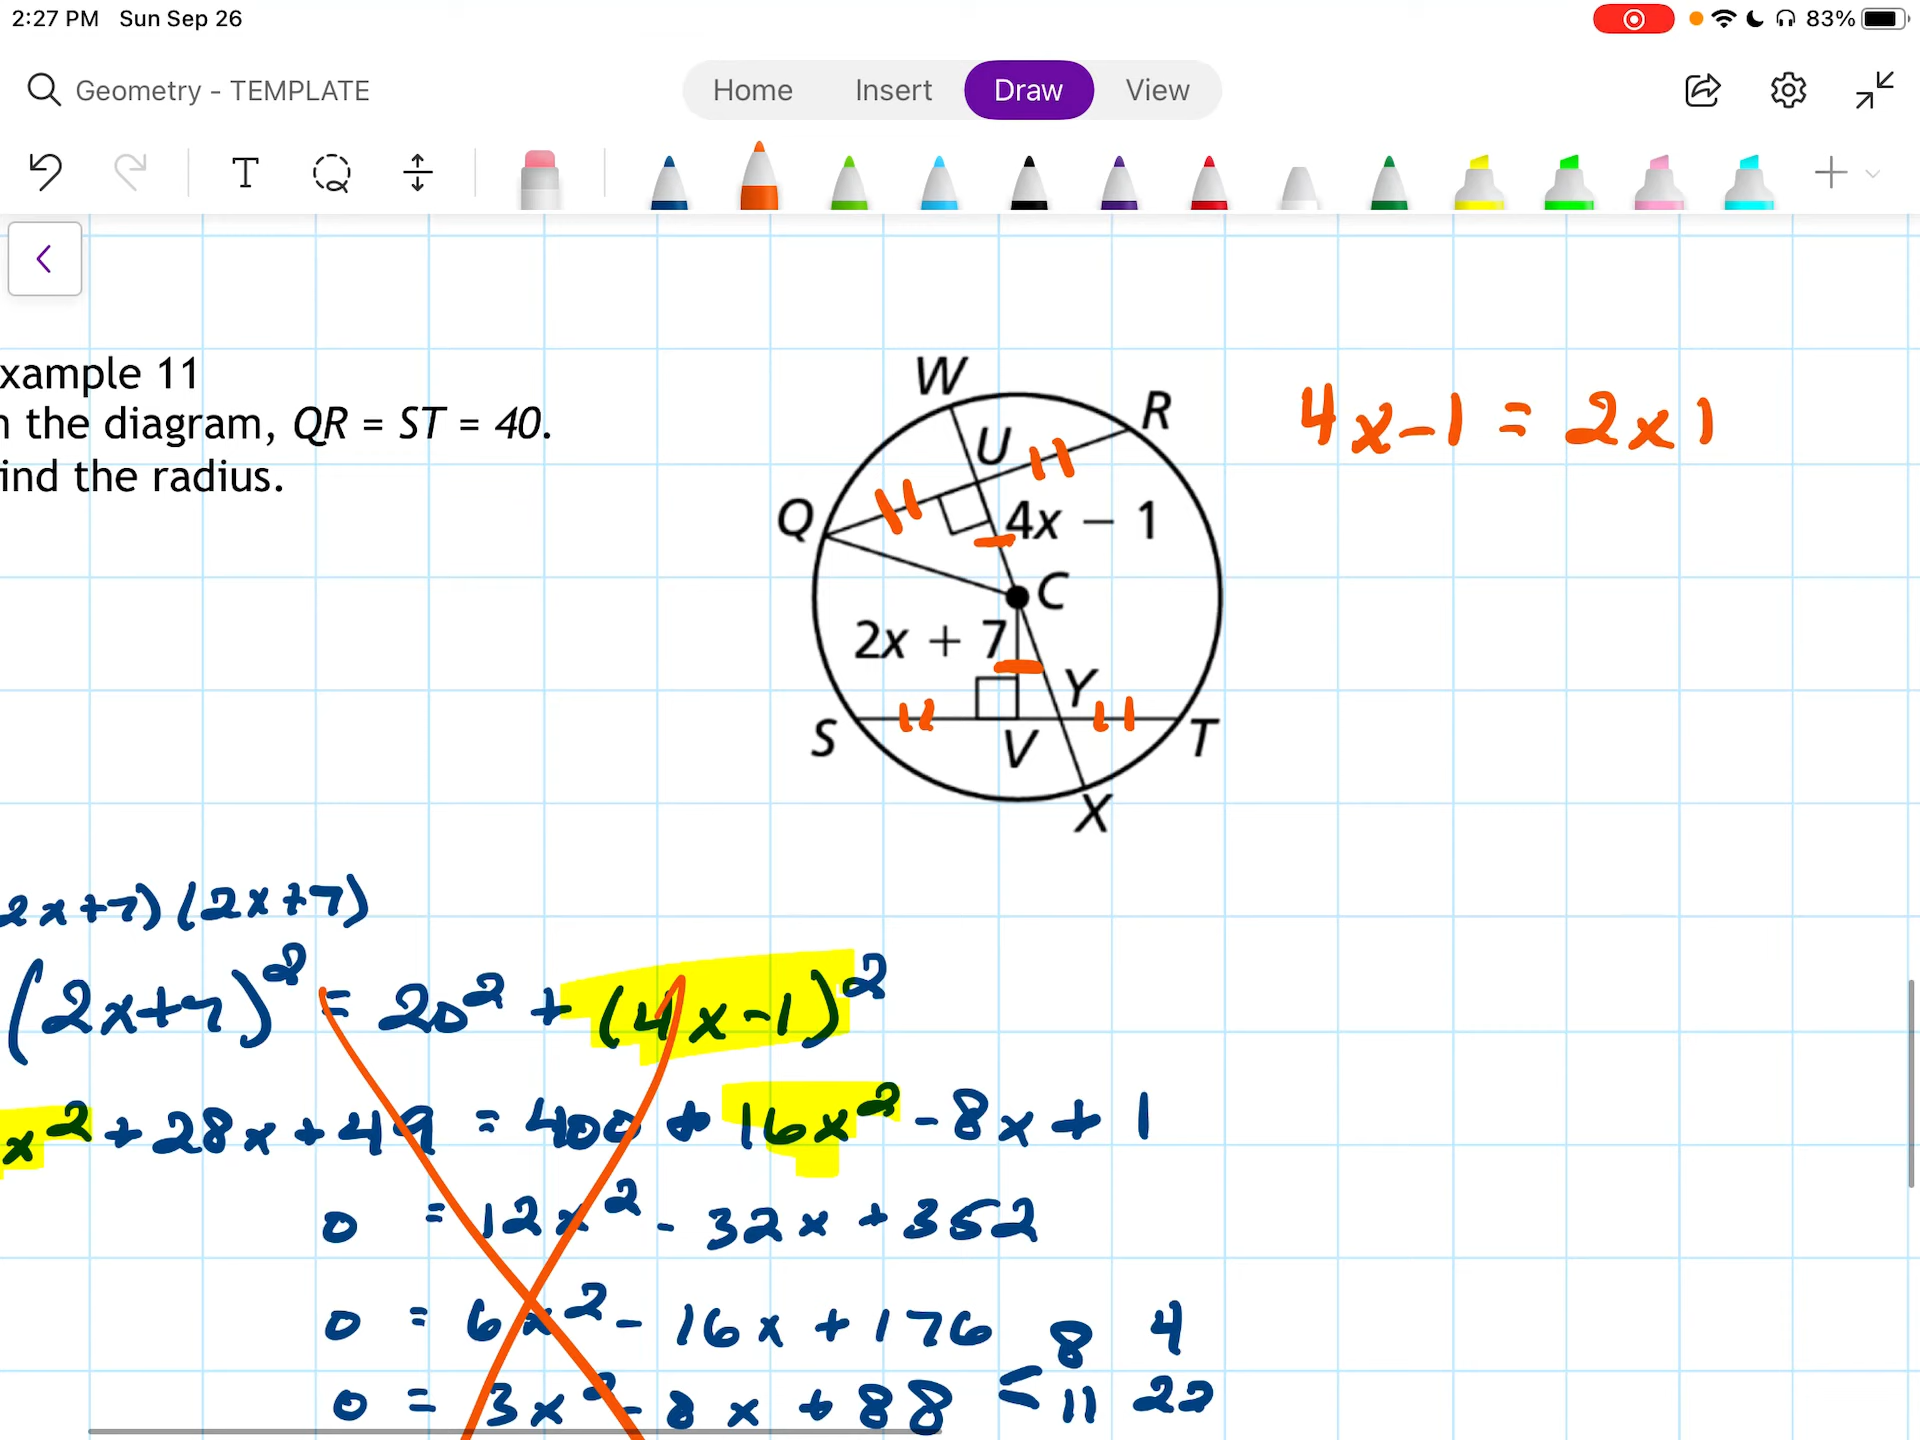 2:27 PM Sun Sep 26
83%
Geometry - TEMPLATE
Home Insert Draw View
T
xample 11
n the diagram, QR = ST = 40.
ind the radius.
W
R
U
Q
4x − 1
C
2x + 7
Y
S
V
T
X
4x-1 = 2x 1
2x+7)(2x+7)
(2x+7)² = 20² + (4x-1)²
x² + 28x + 49 = 400 + 16x² - 8x + 1
0 = 12x² - 32x + 352
0 = 6x² - 16x + 176
8 4
0 = 3x² - 8x + 88
11 22